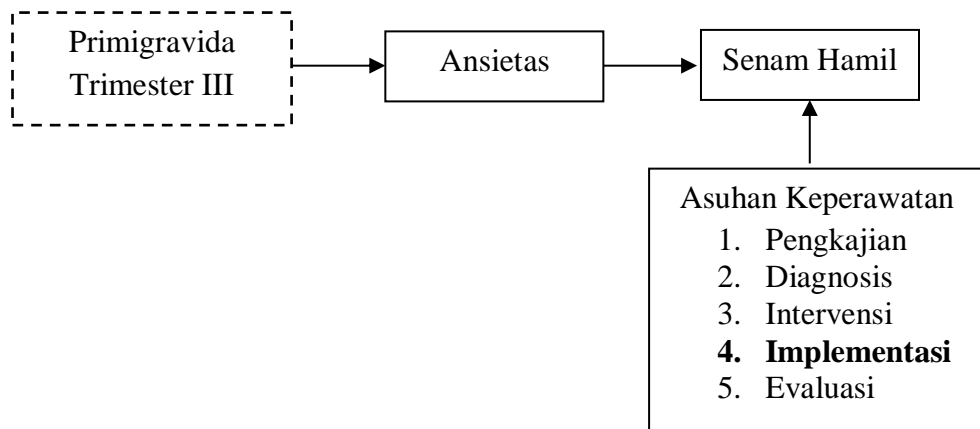 Primigravida
Trimester III
Ansietas
Senam Hamil
Asuhan Keperawatan
1. Pengkajian
2. Diagnosis
3. Intervensi
4. Implementasi
5. Evaluasi